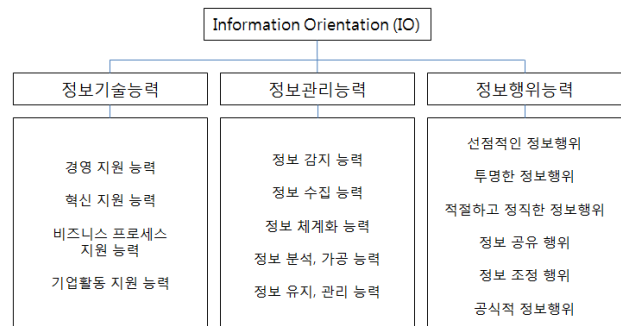 Information Orientation (IO)
정보기술능력
정보관리능력
정보행위능력
경영 지원 능력
혁신 지원 능력
비즈니스 프로세스
지원 능력
기업활동 지원 능력
정보 감지 능력
정보 수집 능력
정보 체계화 능력
정보 분석, 가공 능력
정보 유지, 관리 능력
선점적인 정보행위
투명한 정보행위
적절하고 정직한 정보행위
정보 공유 행위
정보 조정 행위
공식적 정보행위